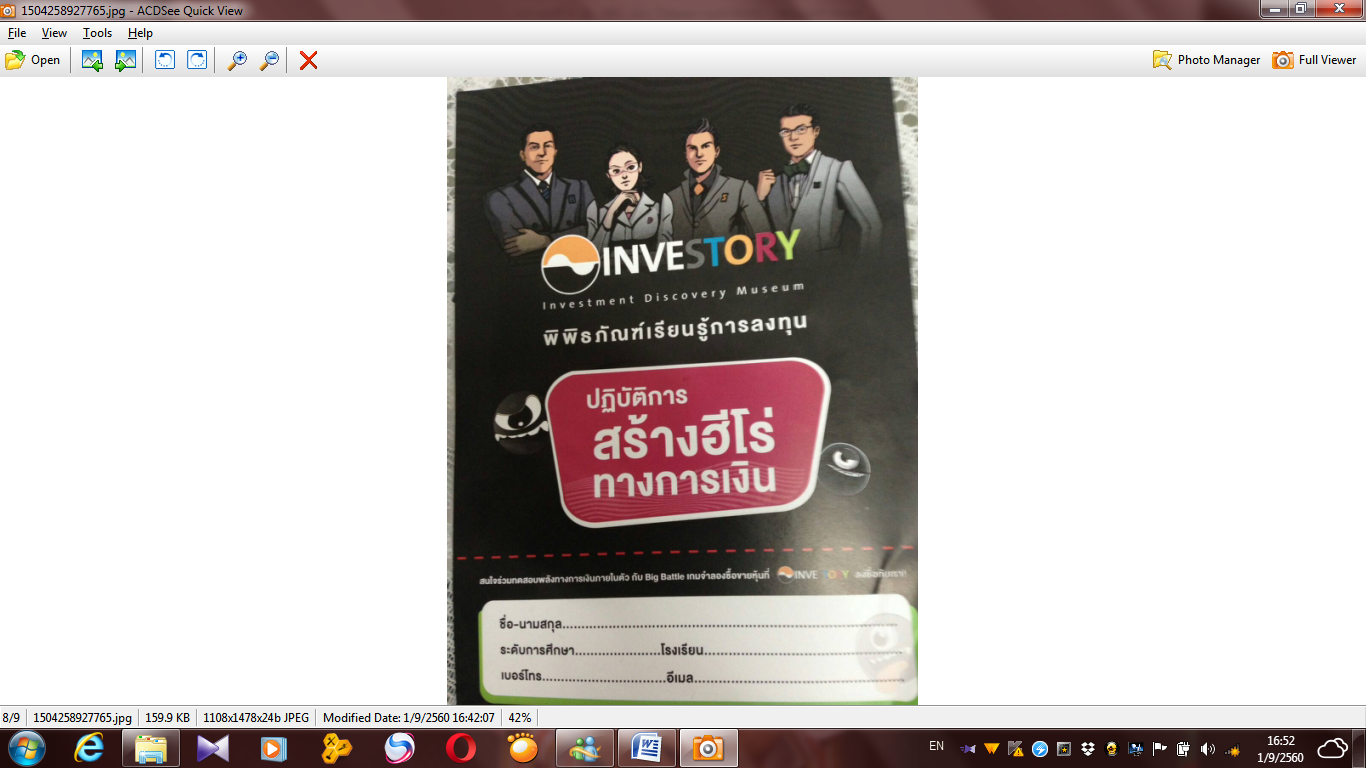 1504258927765.jpg - ACDSee Quick View
File View Tools Help
Open Photo Manager Full Viewer
INVESTORY
Investment Discovery Museum
พิพิธภัณฑ์เรียนรู้การลงทุน
ปฏิบัติการ
สร้างฮีโร่
ทางการเงิน
สนใจร่วมทดสอบพลังทางการเงินภายในตัว กับ Big Battle เกมจำลองซื้อขายหุ้นที่ INVESTORY
ชื่อ-นามสกุล................................................................................
ระดับการศึกษา......................โรงเรียน..................................................
เบอร์โทร......................................อีเมล......................................................
8/9 1504258927765.jpg 159.9 KB 1108x1478x24b JPEG Modified Date: 1/9/2560 16:42:07 42%
EN 16:52
1/9/2560